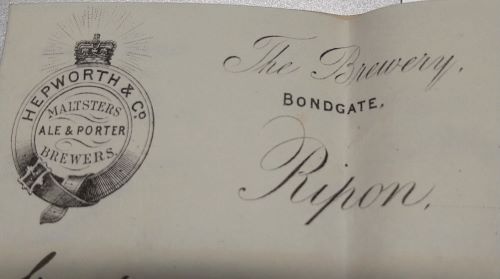 HEPWORTH & Co.
MALTSTERS
ALE & PORTER
BREWERS.
The Brewery.
BONDGATE.
Ripon.